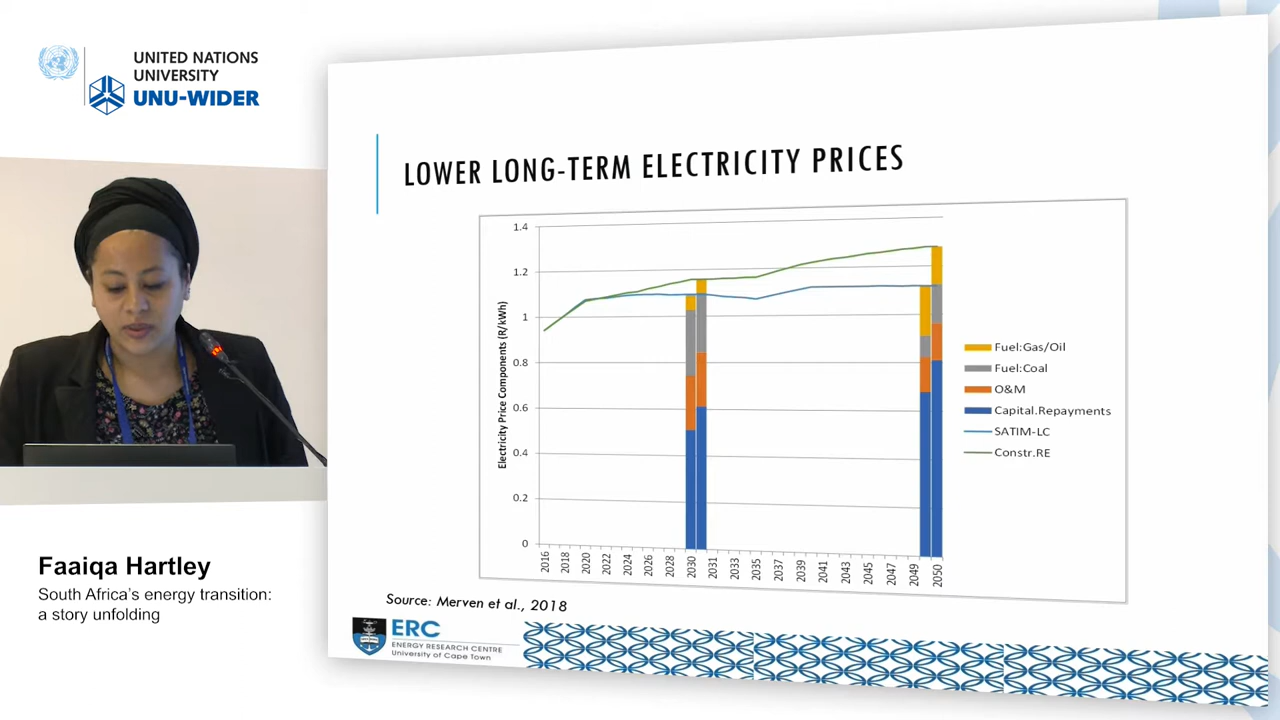 UNITED NATIONS
UNIVERSITY
UNU-WIDER
LOWER LONG-TERM ELECTRICITY PRICES
Electricity Price Components (R/kWh)
1.4
1.2
1
0.8
0.6
0.4
0.2
0
2016
2018
2020
2022
2024
2026
2028
2030
2031
2033
2035
2037
2039
2041
2043
2045
2047
2049
2050
Fuel:Gas/Oil
Fuel:Coal
O&M
Capital.Repayments
SATIM-LC
Constr.RE
Source: Merven et al., 2018
ERC
ENERGY RESEARCH CENTRE
University of Cape Town
Faaiqa Hartley
South Africa's energy transition:
a story unfolding